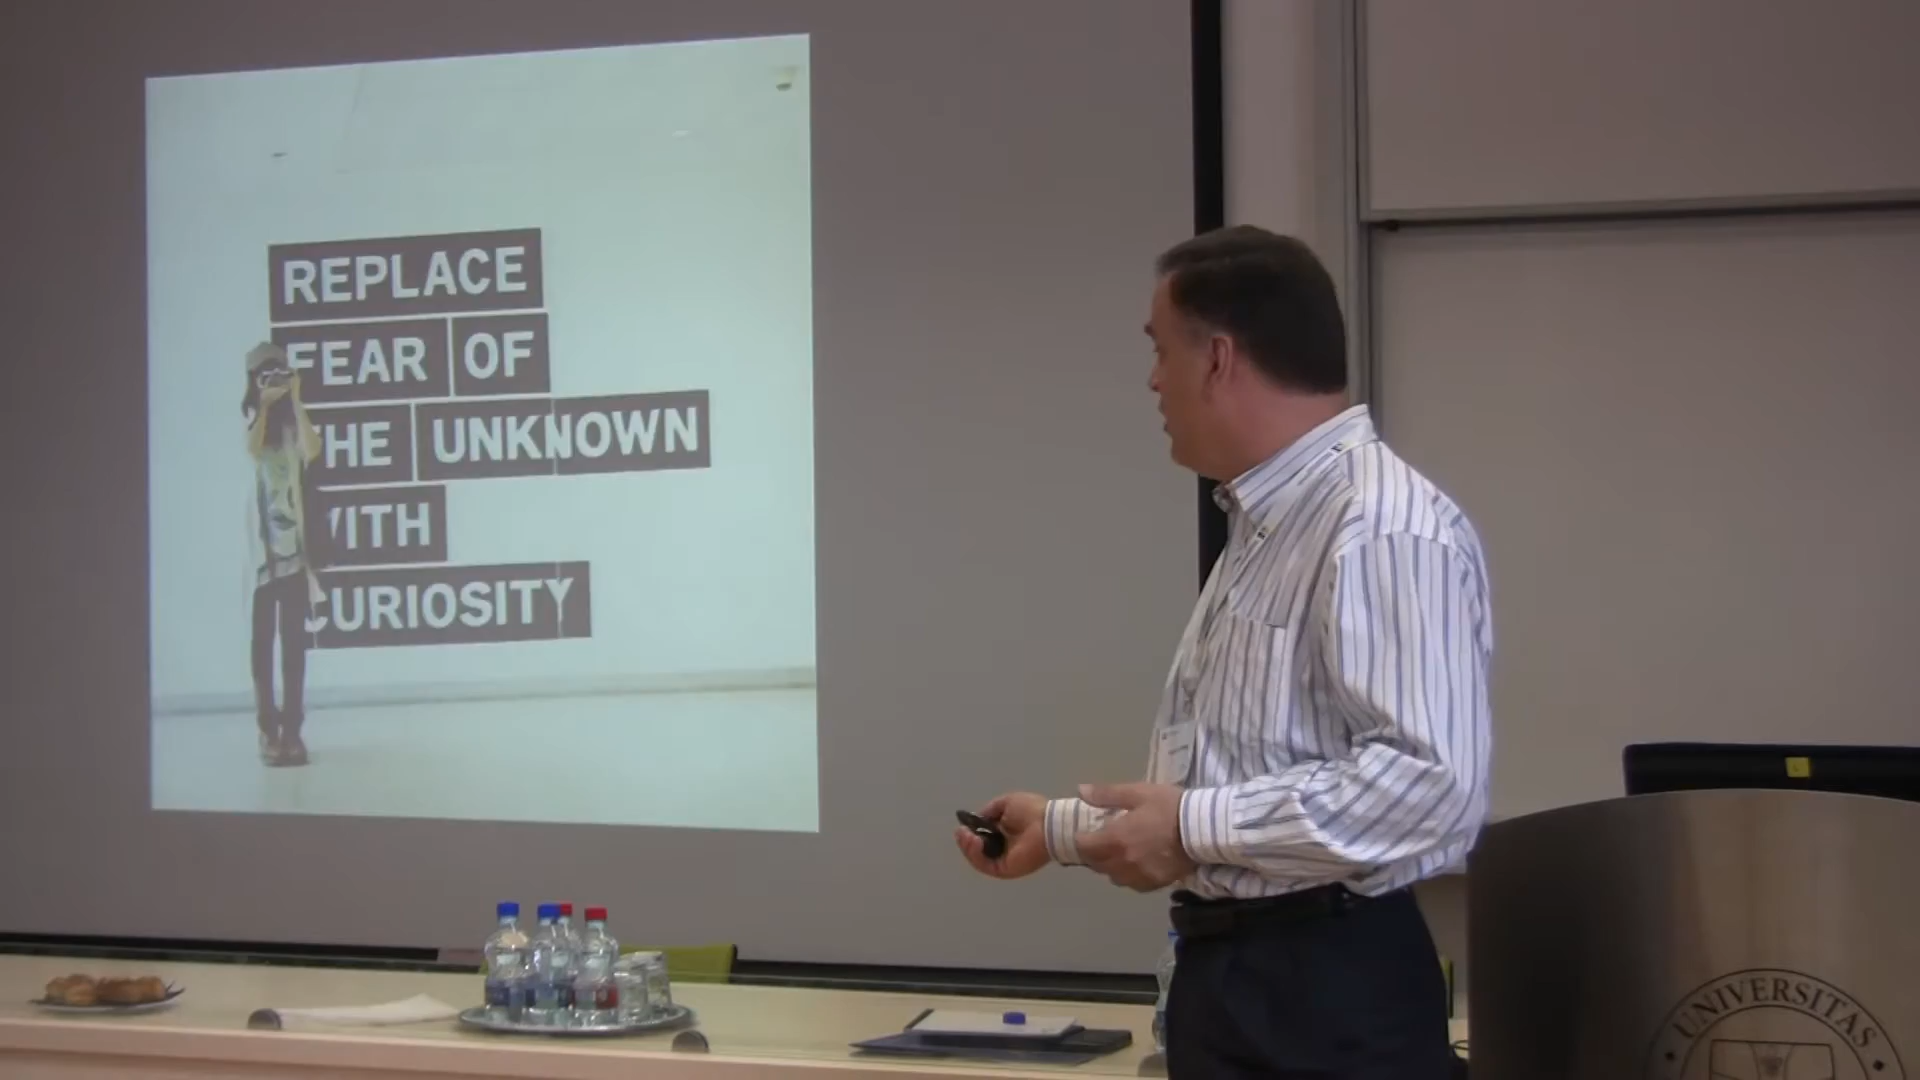 REPLACE
FEAR OF
THE UNKNOWN
WITH
CURIOSITY
UNIVERSITAS